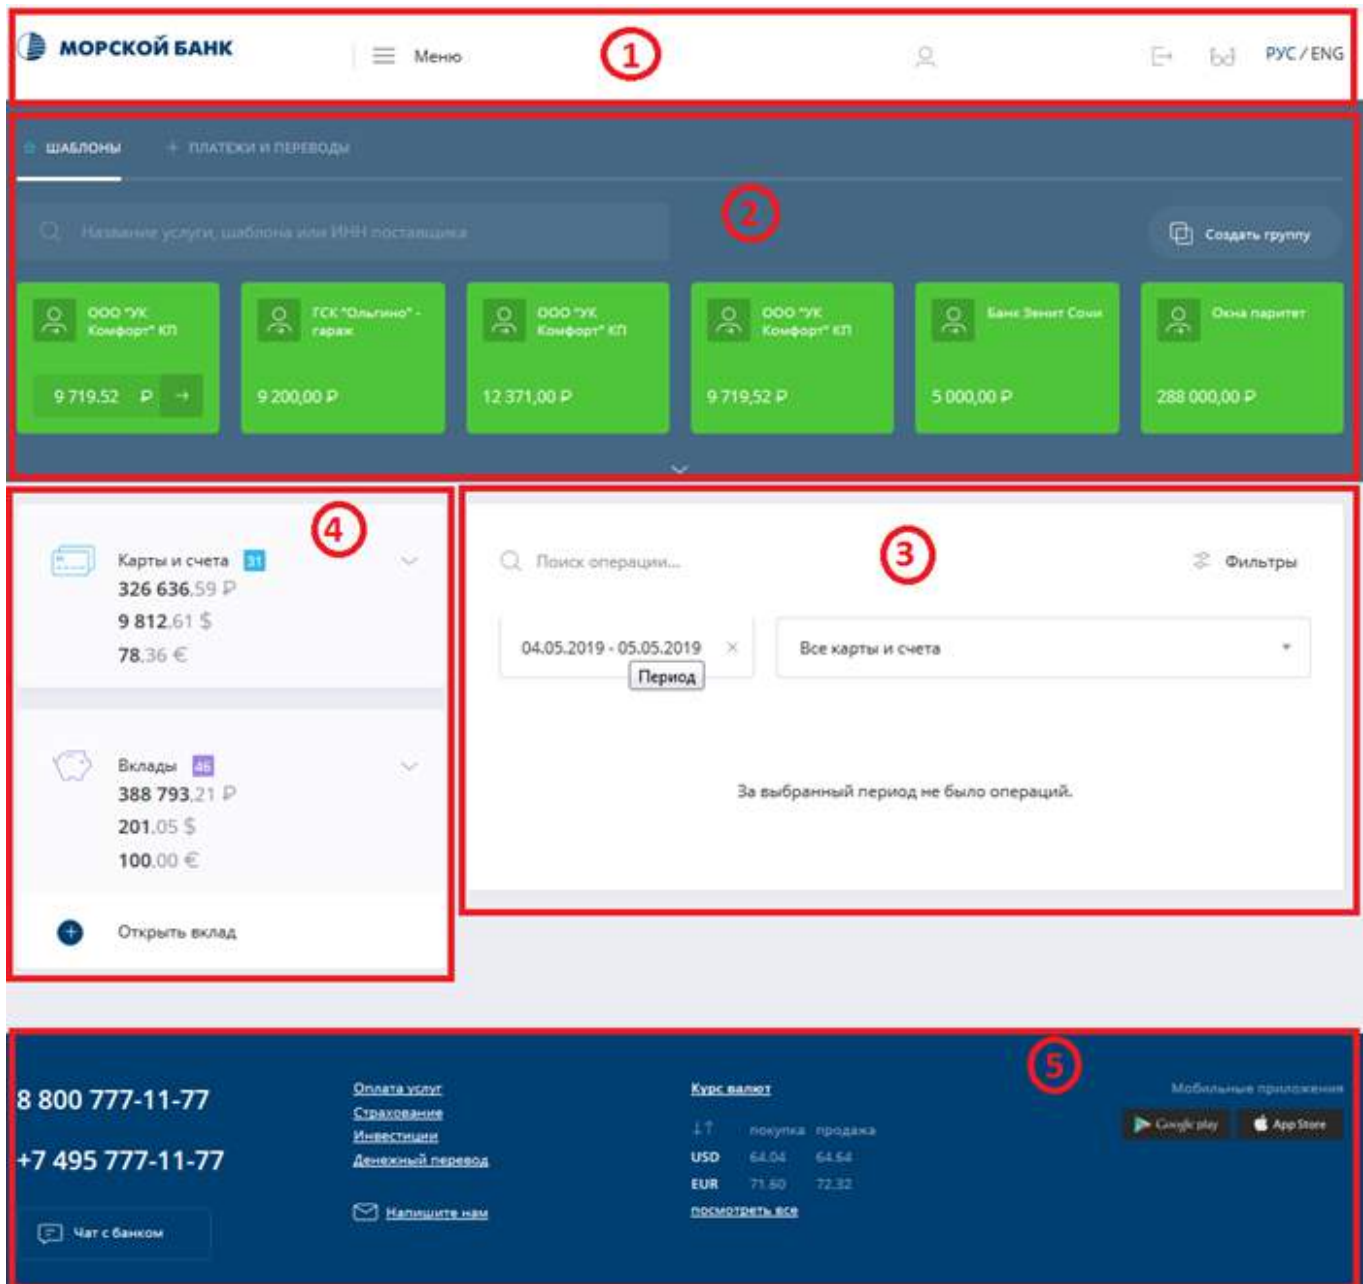 МОРСКОЙ БАНК
Меню
1
РУС / ENG
ШАБЛОНЫ
+ ПЛАТЕЖИ И ПЕРЕВОДЫ
2
Название услуги, шаблона или ИНН поставщика
Создать группу
ООО "УК
Комфорт" КП
9 719.52 ₽ →
ГСК "Ольгино" -
гараж
9 200,00 ₽
ООО "УК
Комфорт" КП
12 371,00 ₽
ООО "УК
Комфорт" КП
9 719,52 ₽
Банк Зенит Сочи
5 000,00 ₽
Окна паритет
288 000,00 ₽
4
Карты и счета 31
326 636,59 ₽
9 812,61 $
78,36 €
Вклады 46
388 793,21 ₽
201,05 $
100,00 €
Открыть вклад
3
Поиск операции...
Фильтры
04.05.2019 - 05.05.2019 ×
Все карты и счета
Период
За выбранный период не было операций.
5
8 800 777-11-77
+7 495 777-11-77
Чат с банком
Оплата услуг
Страхование
Инвестиции
Денежный перевод
Напишите нам
Курс валют
↓↑ покупка продажа
USD 64.04 64.64
EUR 71.60 72.32
посмотреть все
Мобильные приложения
Google play
App Store